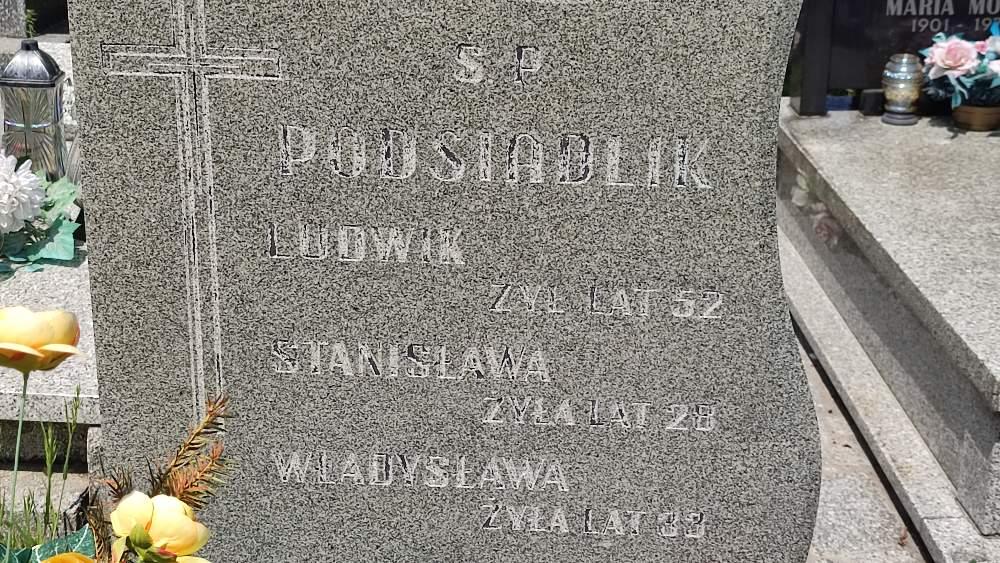 Ś P
PODSIADLIK
LUDWIK
ŻYŁ LAT 52
STANISŁAWA
ŻYŁA LAT 28
WŁADYSŁAWA
ŻYŁA LAT 33
MARIA
1901 -